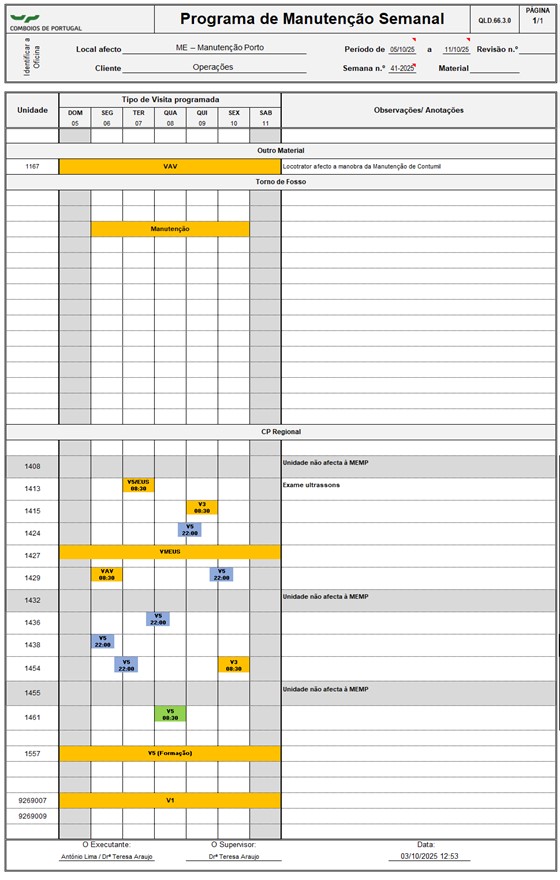 COMBOIOS DE PORTUGAL
Programa de Manutenção Semanal
QLD.66.3.0
PÁGINA
1/1
Identificar a Oficina
Local afecto ME – Manutenção Porto
Período de 05/10/25 a 11/10/25 Revisão n.º
Cliente Operações
Semana n.º 41-2025 Material
Unidade
Tipo de Visita programada
Observações/ Anotações
DOM SEG TER QUA QUI SEX SAB
05 06 07 08 09 10 11
Outro Material
1167 VAV Locotrator afecto a manobra da Manutenção de Contumil
Torno de Fosso
Manutenção
CP Regional
1408 Unidade não afecta à MEMP
1413 V5/EUS 08:30 Exame ultrassons
1415 V3 08:30
1424 V5 22:00
1427 VI/EUS
1429 VAV 08:30 V5 22:00
1432 Unidade não afecta à MEMP
1436 V5 22:00
1438 V5 22:00
1454 V5 22:00 V3 08:30
1455 Unidade não afecta à MEMP
1461 V5 08:30
1557 V5 (Formação)
9269007 V1
9269009
O Executante: O Supervisor: Data:
António Lima / Drª Teresa Araujo Drª Teresa Araujo 03/10/2025 12:53